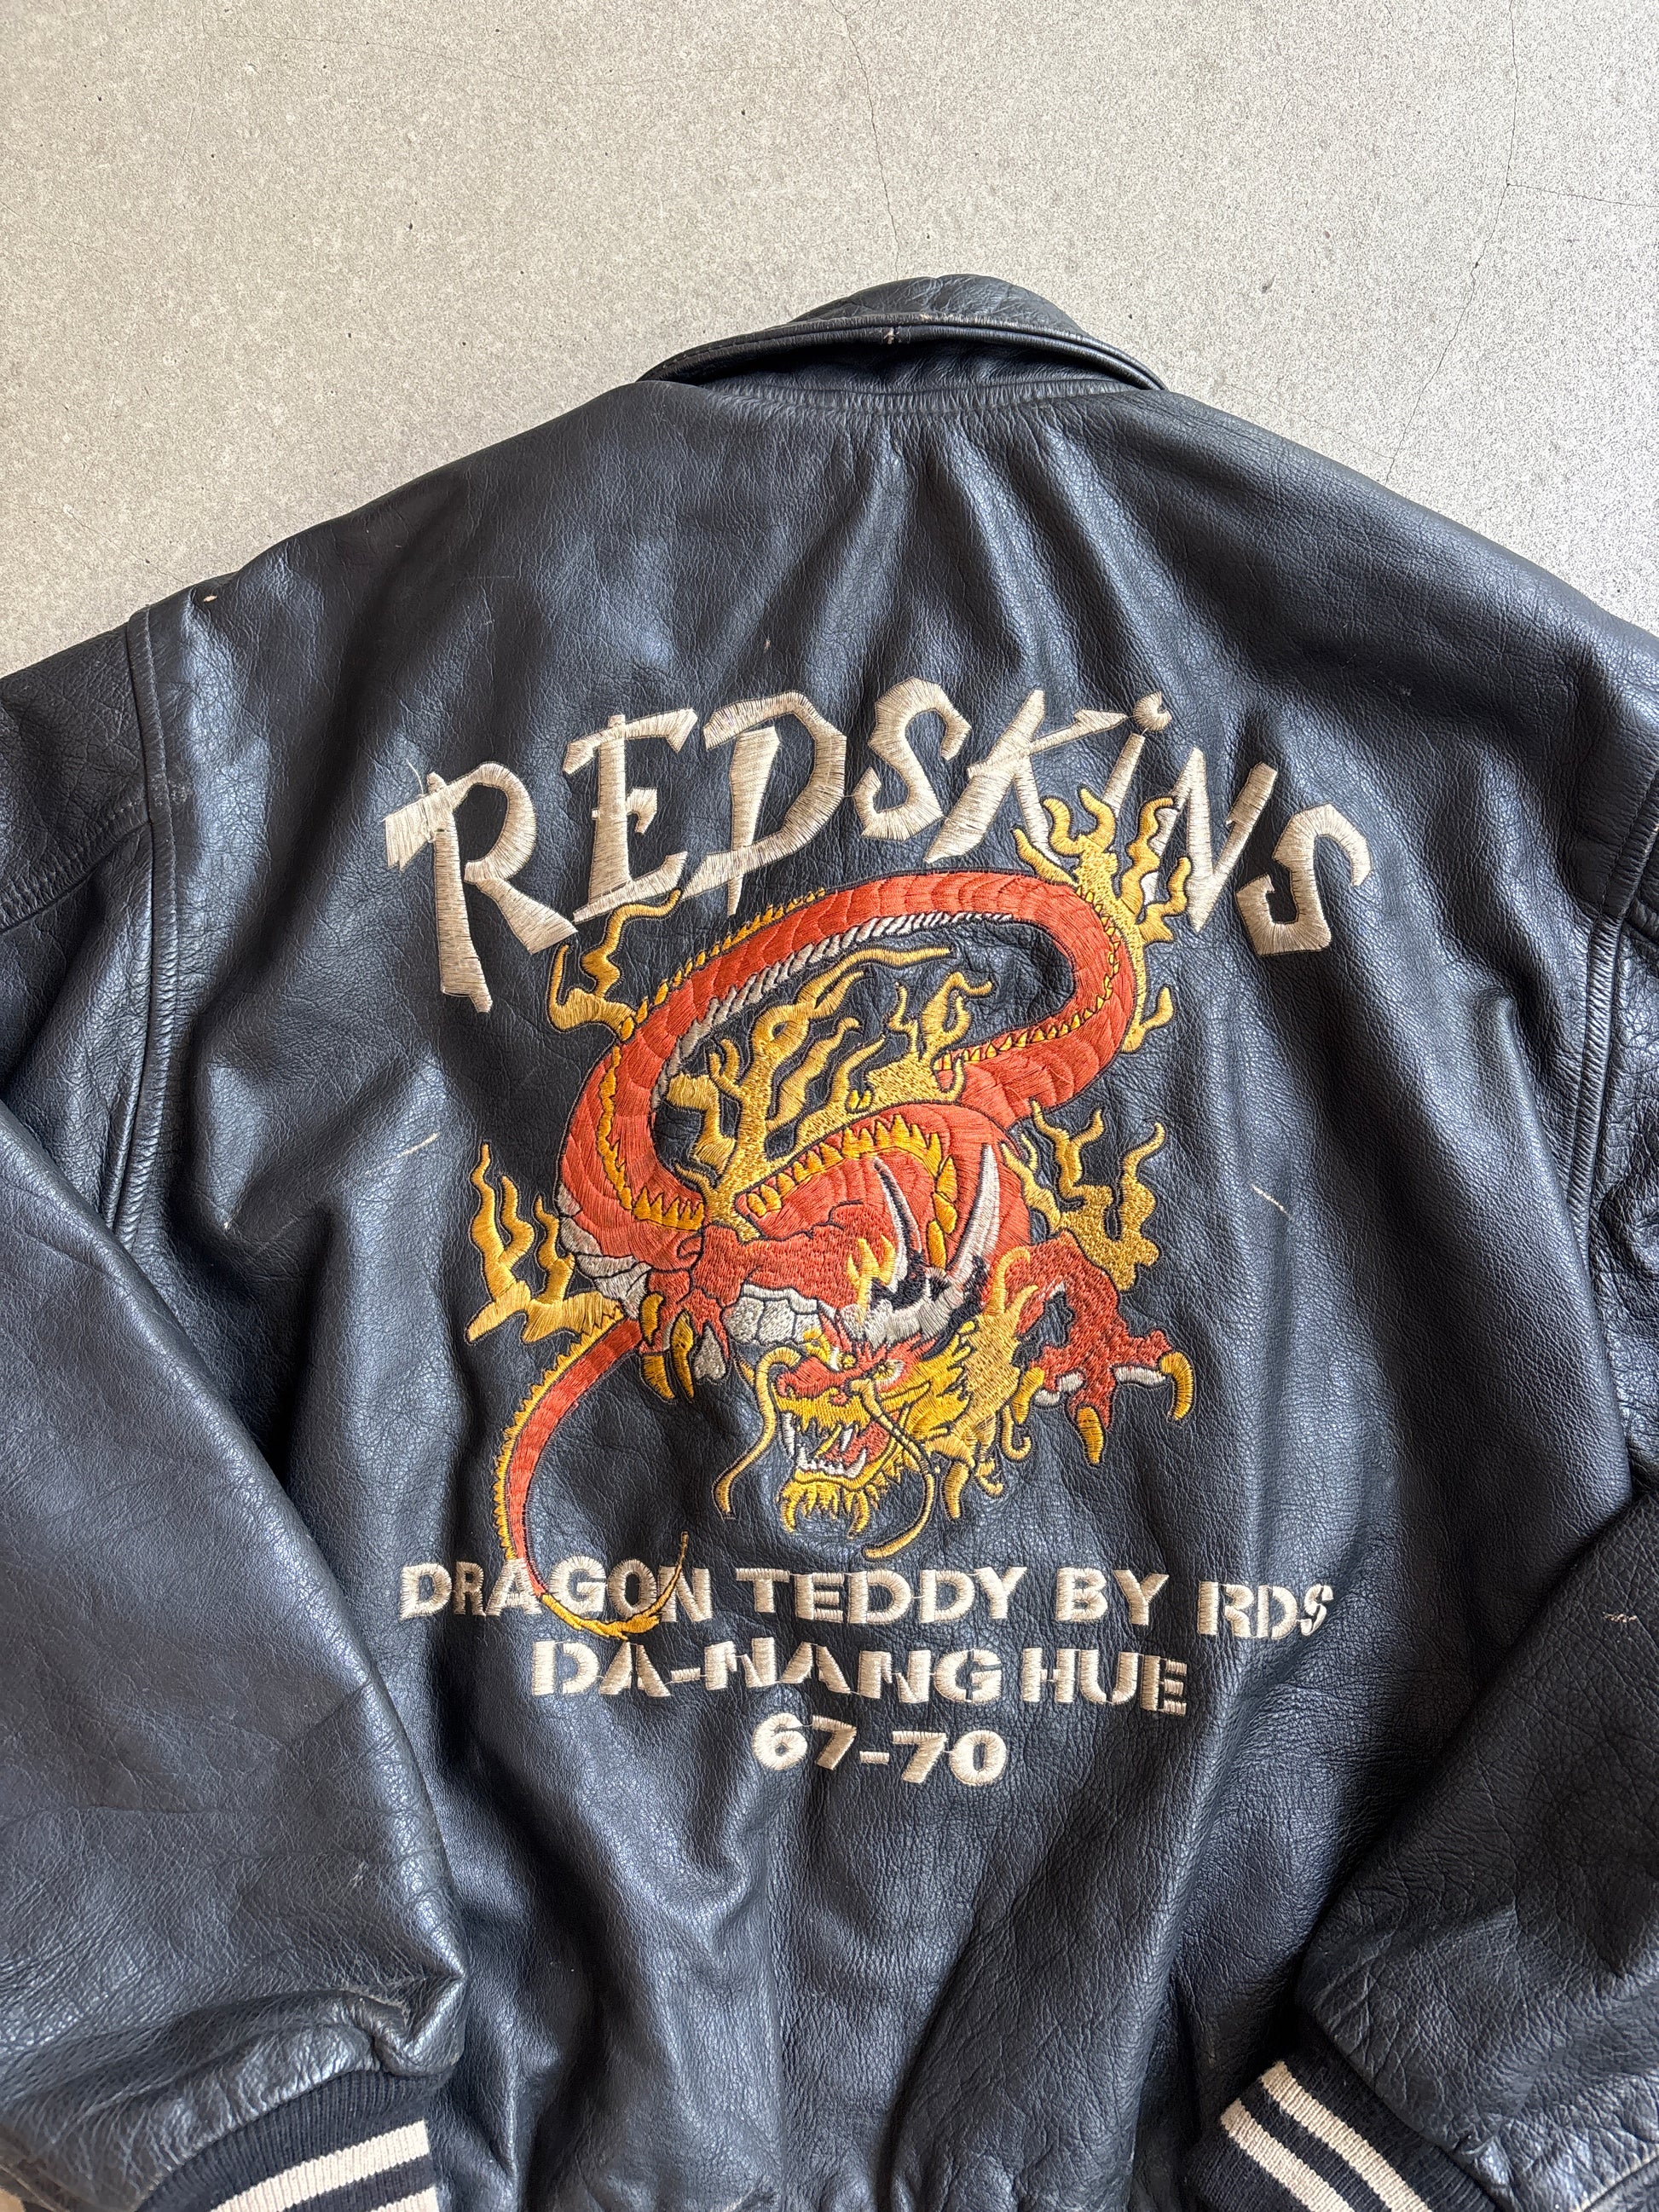 REDSKiNS
DRAGON TEDDY BY RDS
DA-NANG HUE
67-70